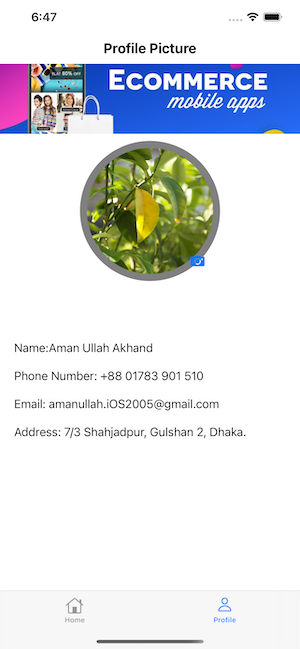 6:47
Profile Picture
FLAT 80% OFF
ECOMMERCE
mobile apps
Name:Aman Ullah Akhand
Phone Number: +88 01783 901 510
Email: amanullah.iOS2005@gmail.com
Address: 7/3 Shahjadpur, Gulshan 2, Dhaka.
Home
Profile